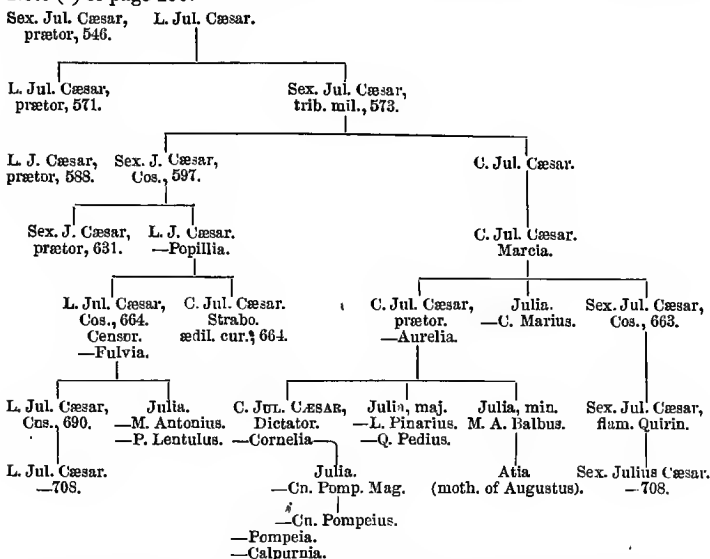 Sex. Jul. Cæsar, L. Jul. Cæsar.
prætor, 546.
L. Jul. Cæsar, Sex. Jul. Cæsar,
prætor, 571. trib. mil., 573.
L. J. Cæsar, Sex. J. Cæsar, C. Jul. Cæsar.
prætor, 588. Cos., 597.
Sex. J. Cæsar, L. J. Cæsar. C. Jul. Cæsar.
prætor, 631. —Popillia. Marcia.
L. Jul. Cæsar, C. Jul. Cæsar. C. Jul. Cæsar, Julia. Sex. Jul. Cæsar,
Cos., 664. Strabo. prætor. —C. Marius. Cos., 663.
Censor. ædil. cur., 664. —Aurelia.
—Fulvia.
L. Jul. Cæsar, Julia. C. JUL. CÆSAR, Julia, maj. Julia, min. Sex. Jul. Cæsar,
Cos., 690. —M. Antonius. Dictator. —L. Pinarius. M. A. Balbus. flam. Quirin.
—P. Lentulus. —Cornelia —Q. Pedius.
L. Jul. Cæsar. Julia. Atia Sex. Julius Cæsar.
—708. —Cn. Pomp. Mag. (moth. of Augustus). —708.
—Cn. Pompeius.
—Pompeia.
—Calpurnia.